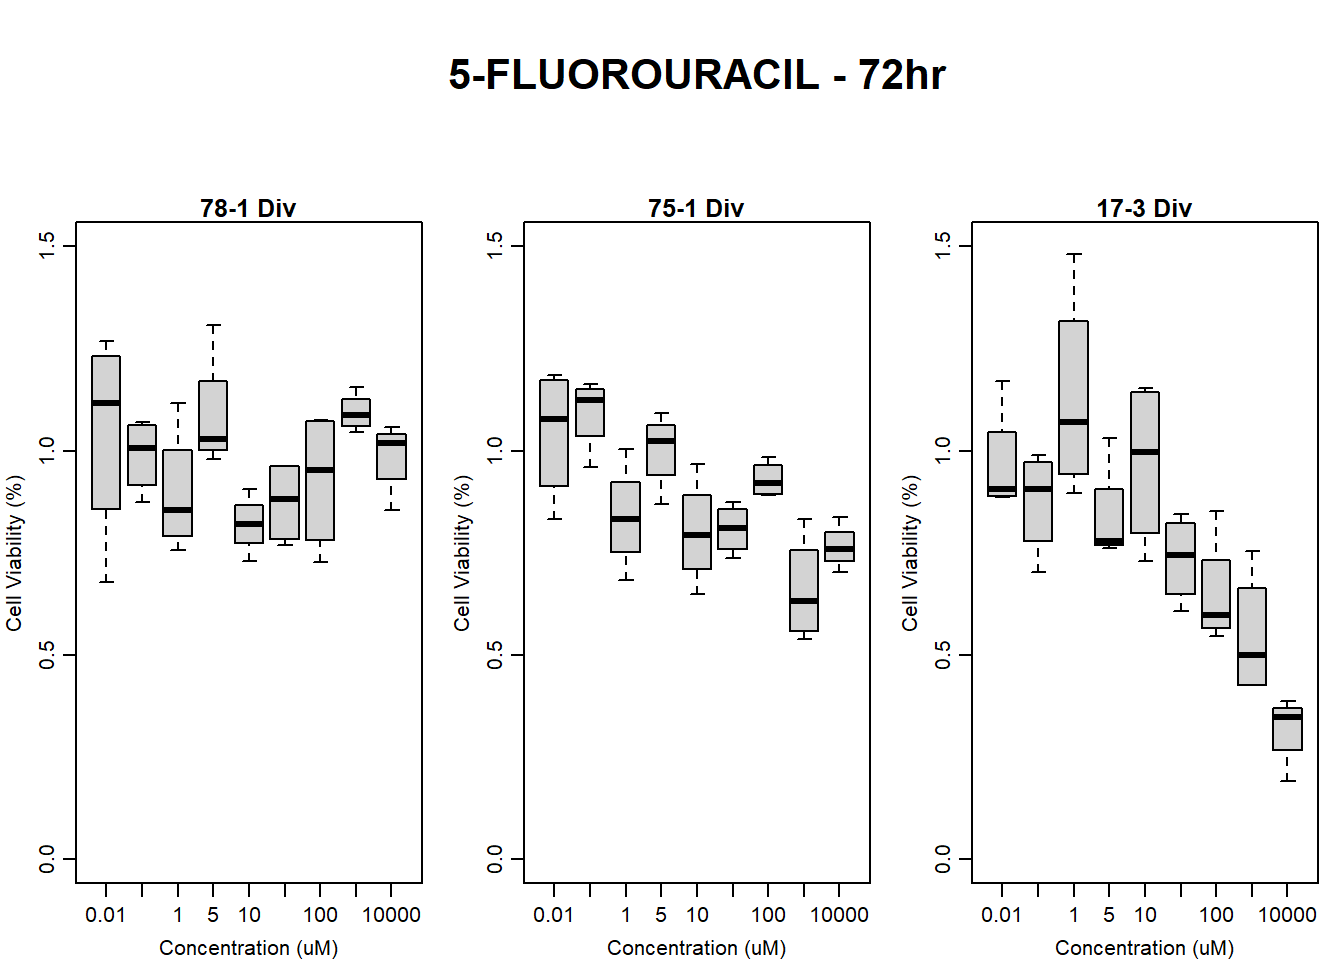 5-FLUOROURACIL - 72hr
78-1 Div
Cell Viability (%)
1.5
1.0
0.5
0.0
0.01 1 5 10 100 10000
Concentration (uM)
75-1 Div
Cell Viability (%)
1.5
1.0
0.5
0.0
0.01 1 5 10 100 10000
Concentration (uM)
17-3 Div
Cell Viability (%)
1.5
1.0
0.5
0.0
0.01 1 5 10 100 10000
Concentration (uM)